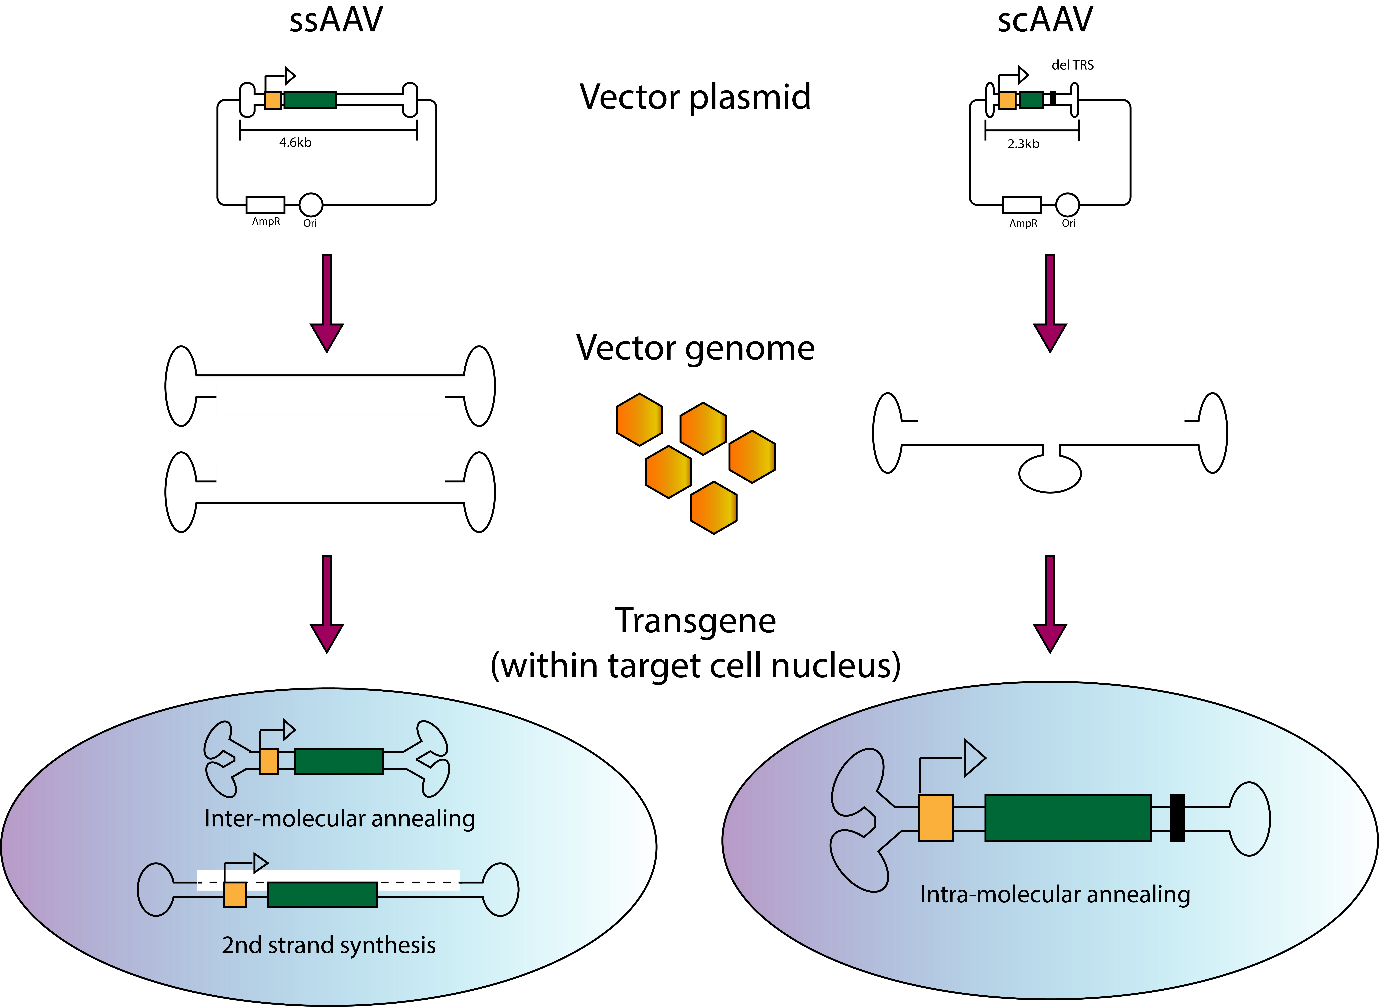 ssAAV
scAAV
Vector plasmid
del TRS
4.6kb
2.3kb
AmpR
Ori
AmpR
Ori
Vector genome
Transgene
(within target cell nucleus)
Inter-molecular annealing
2nd strand synthesis
Intra-molecular annealing